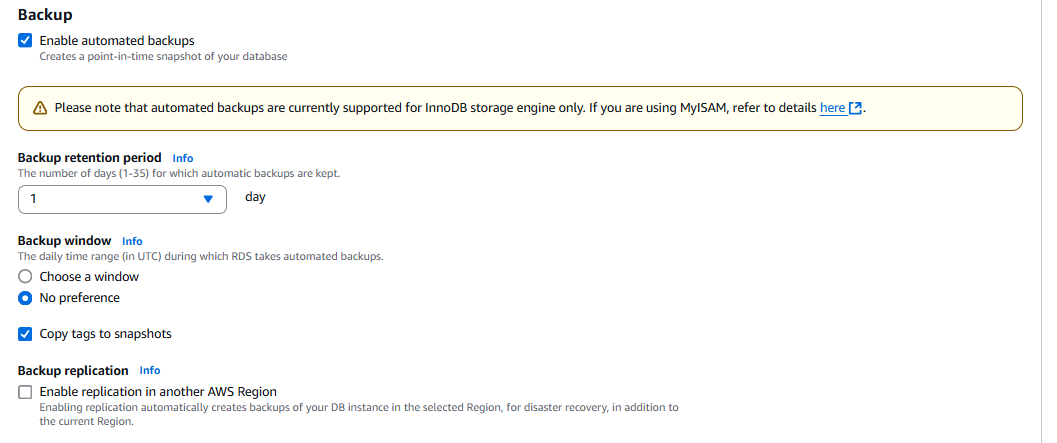 Backup
Enable automated backups
Creates a point-in-time snapshot of your database
Please note that automated backups are currently supported for InnoDB storage engine only. If you are using MyISAM, refer to details here.
Backup retention period Info
The number of days (1-35) for which automatic backups are kept.
1 day
Backup window Info
The daily time range (in UTC) during which RDS takes automated backups.
Choose a window
No preference
Copy tags to snapshots
Backup replication Info
Enable replication in another AWS Region
Enabling replication automatically creates backups of your DB instance in the selected Region, for disaster recovery, in addition to
the current Region.